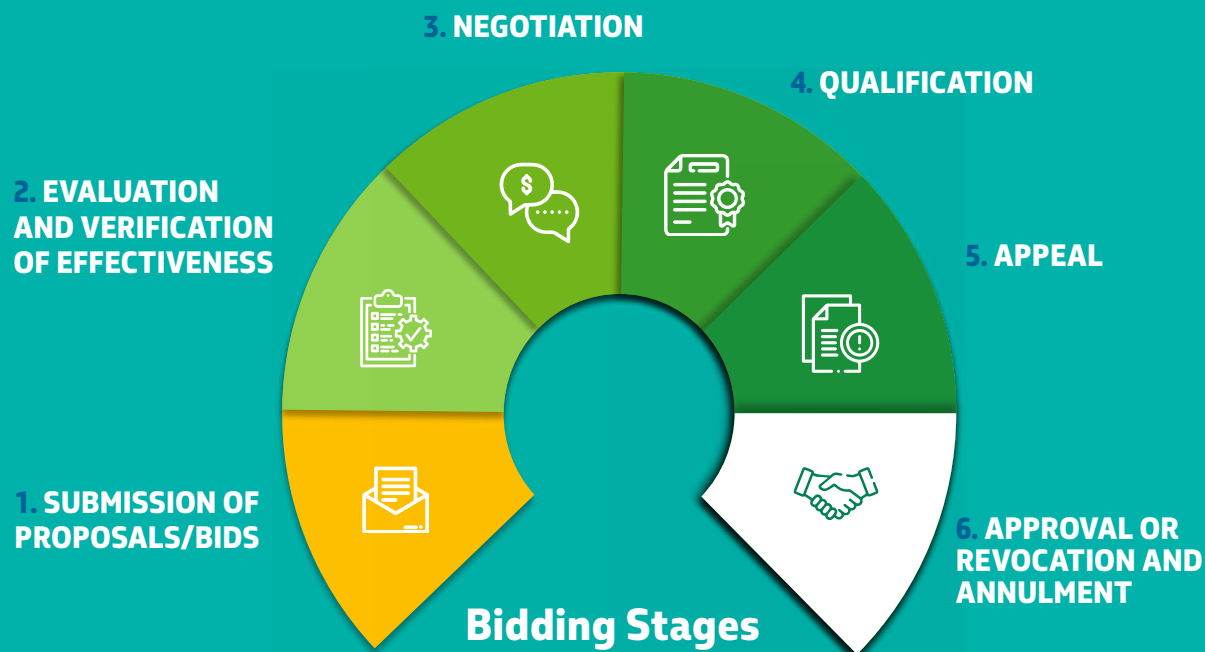 3. NEGOTIATION
4. QUALIFICATION
2. EVALUATION
AND VERIFICATION
OF EFFECTIVENESS
5. APPEAL
1. SUBMISSION OF
PROPOSALS/BIDS
6. APPROVAL OR
REVOCATION AND
ANNULMENT
Bidding Stages
$